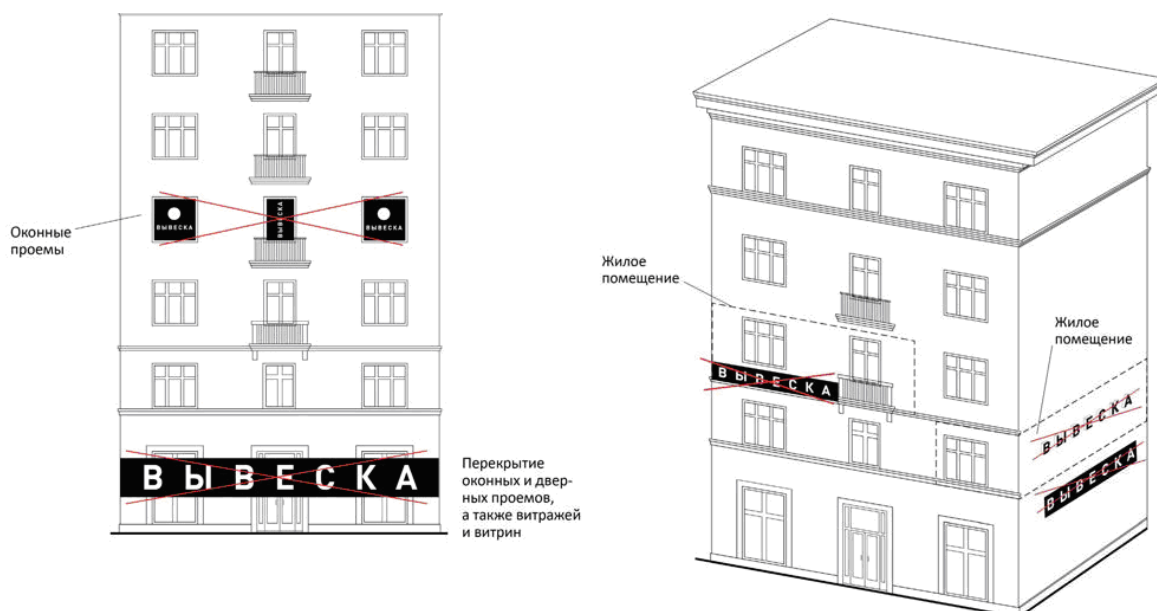 Оконные
проемы
ВЫВЕСКА
ВЫВЕСКА
ВЫВЕСКА
ВЫВЕСКА
Перекрытие
оконных и двер-
ных проемов,
а также витражей
и витрин
Жилое
помещение
ВЫВЕСКА
Жилое
помещение
ВЫВЕСКА
ВЫВЕСКА